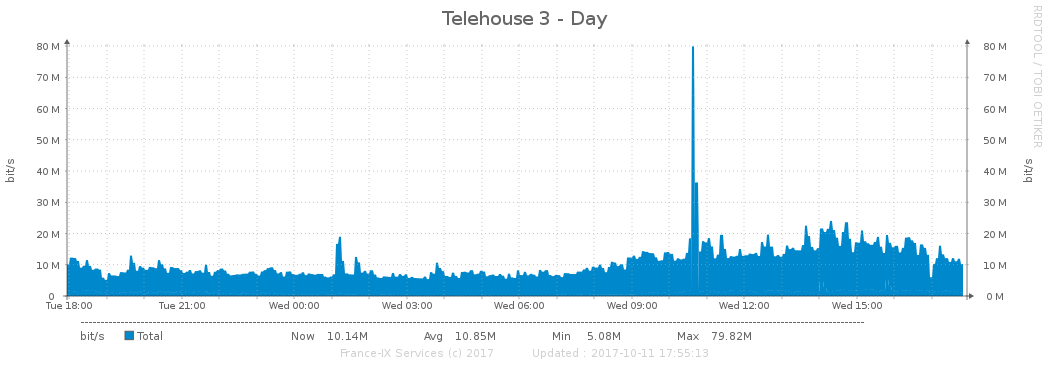 Telehouse 3 - Day
RRDTOOL / TOBI OETIKER
80 M 80 M
70 M 70 M
60 M 60 M
50 M 50 M
40 M 40 M
30 M 30 M
20 M 20 M
10 M 10 M
0 0 M
bit/s bit/s
Tue 18:00 Tue 21:00 Wed 00:00 Wed 03:00 Wed 06:00 Wed 09:00 Wed 12:00 Wed 15:00
bit/s Total Now 10.14M Avg 10.85M Min 5.08M Max 79.82M
France-IX Services (c) 2017 Updated : 2017-10-11 17:55:13